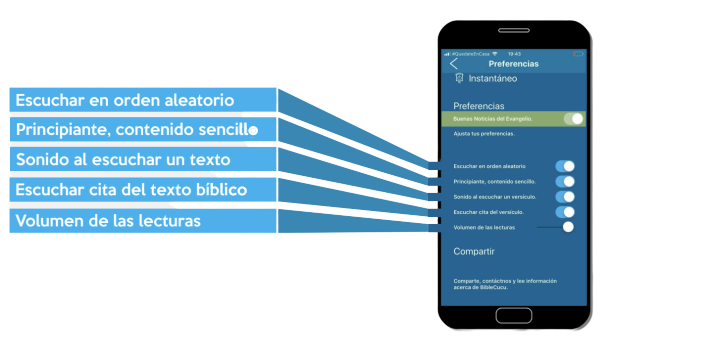 Escuchar en orden aleatorio
Principiante, contenido sencillo
Sonido al escuchar un texto
Escuchar cita del texto bíblico
Volumen de las lecturas
#QuedateEnCasa 19:43
Preferencias
Instantáneo
Preferencias
Buenas Noticias del Evangelio.
Ajusta tus preferencias.
Escuchar en orden aleatorio
Principiante, contenido sencillo.
Sonido al escuchar un versículo.
Escuchar cita del versículo.
Volumen de las lecturas
Compartir
Comparte, contáctnos y lee información
acerca de BibleCucu.